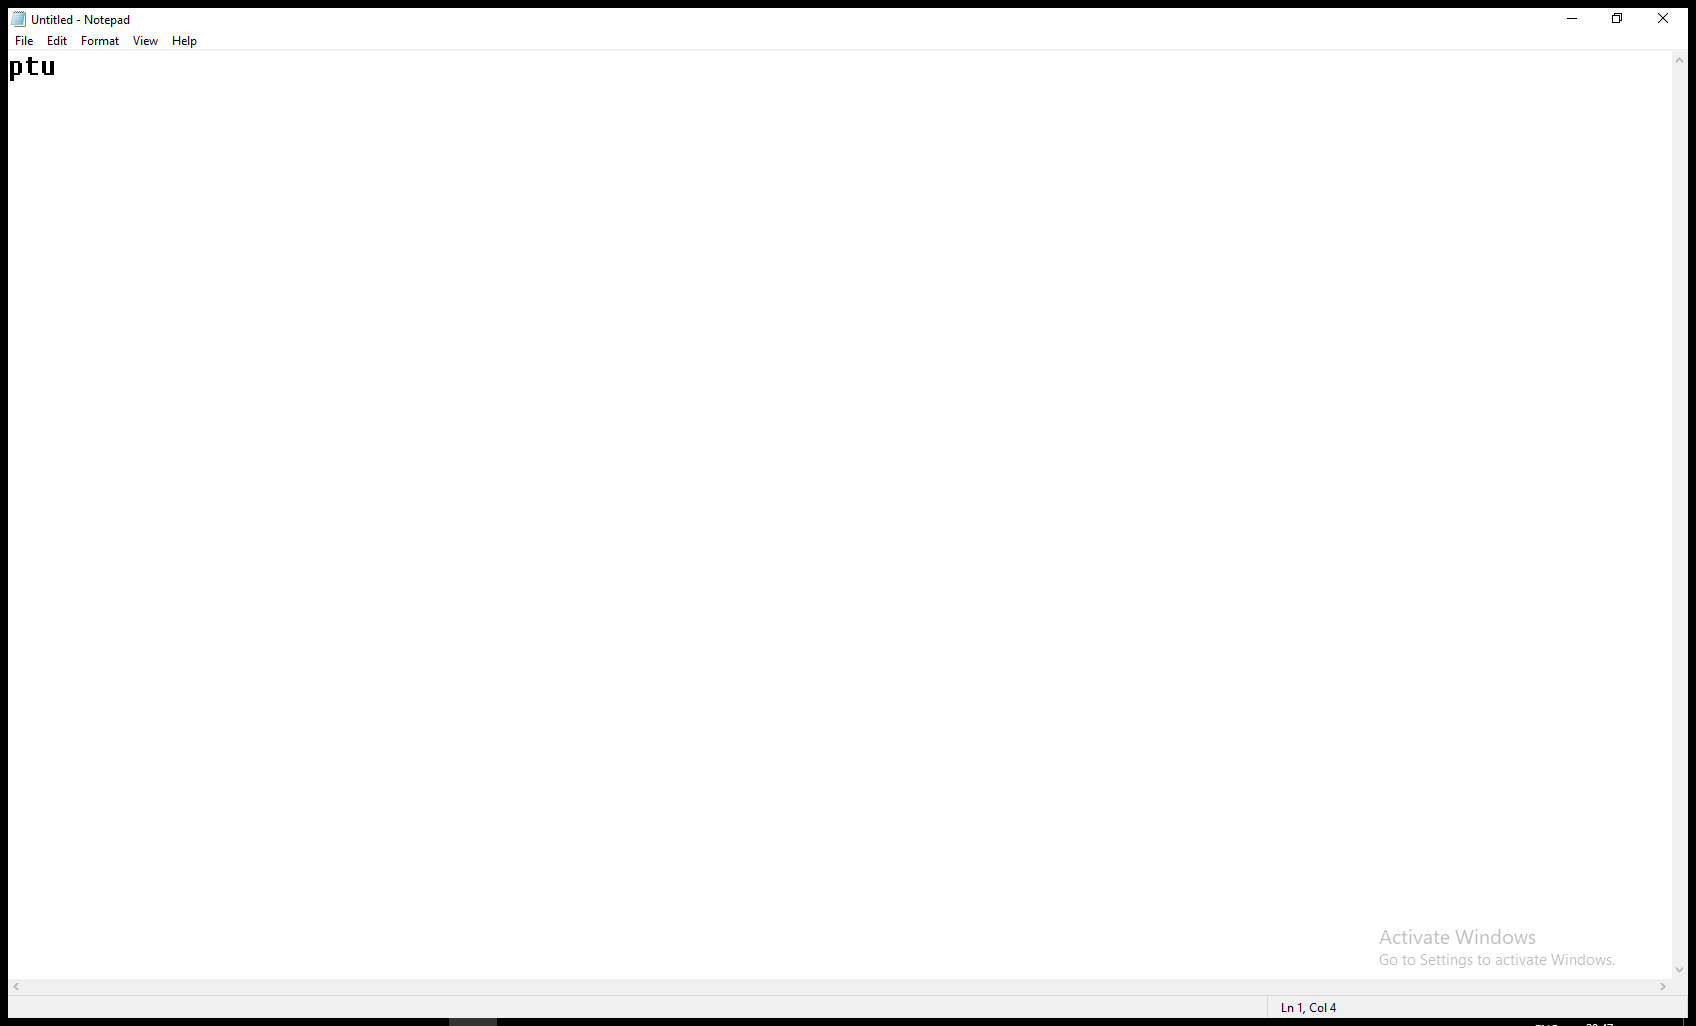 Untitled - Notepad
File Edit Format View Help
ptu
Activate Windows
Go to Settings to activate Windows.
Ln 1, Col 4